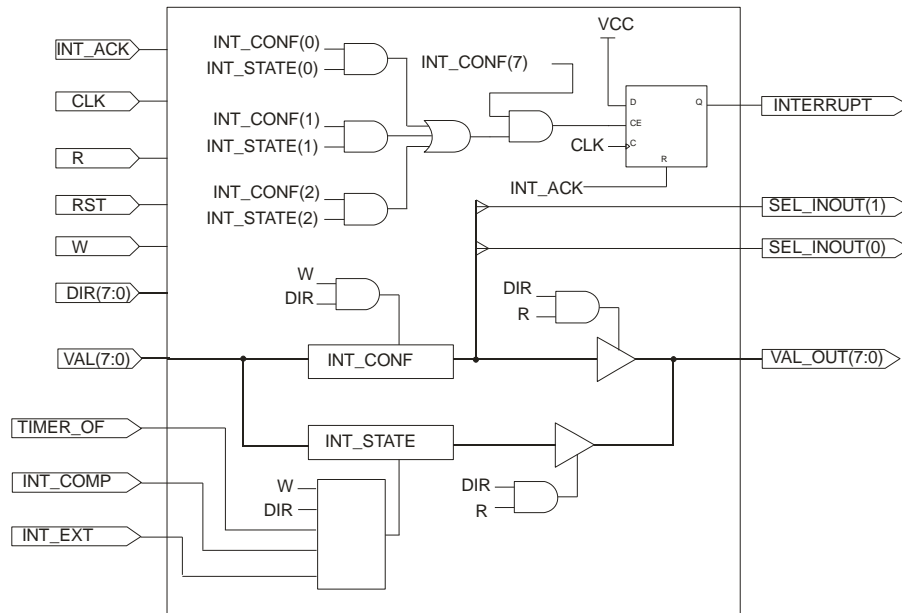 INT_ACK
CLK
R
RST
W
DIR(7:0)
VAL(7:0)
TIMER_OF
INT_COMP
INT_EXT
INT_CONF(0)
INT_STATE(0)
INT_CONF(1)
INT_STATE(1)
INT_CONF(2)
INT_STATE(2)
INT_CONF(7)
VCC
D
Q
CE
CLK
C
R
INT_ACK
INTERRUPT
SEL_INOUT(1)
SEL_INOUT(0)
W
DIR
INT_CONF
DIR
R
VAL_OUT(7:0)
INT_STATE
W
DIR
DIR
R